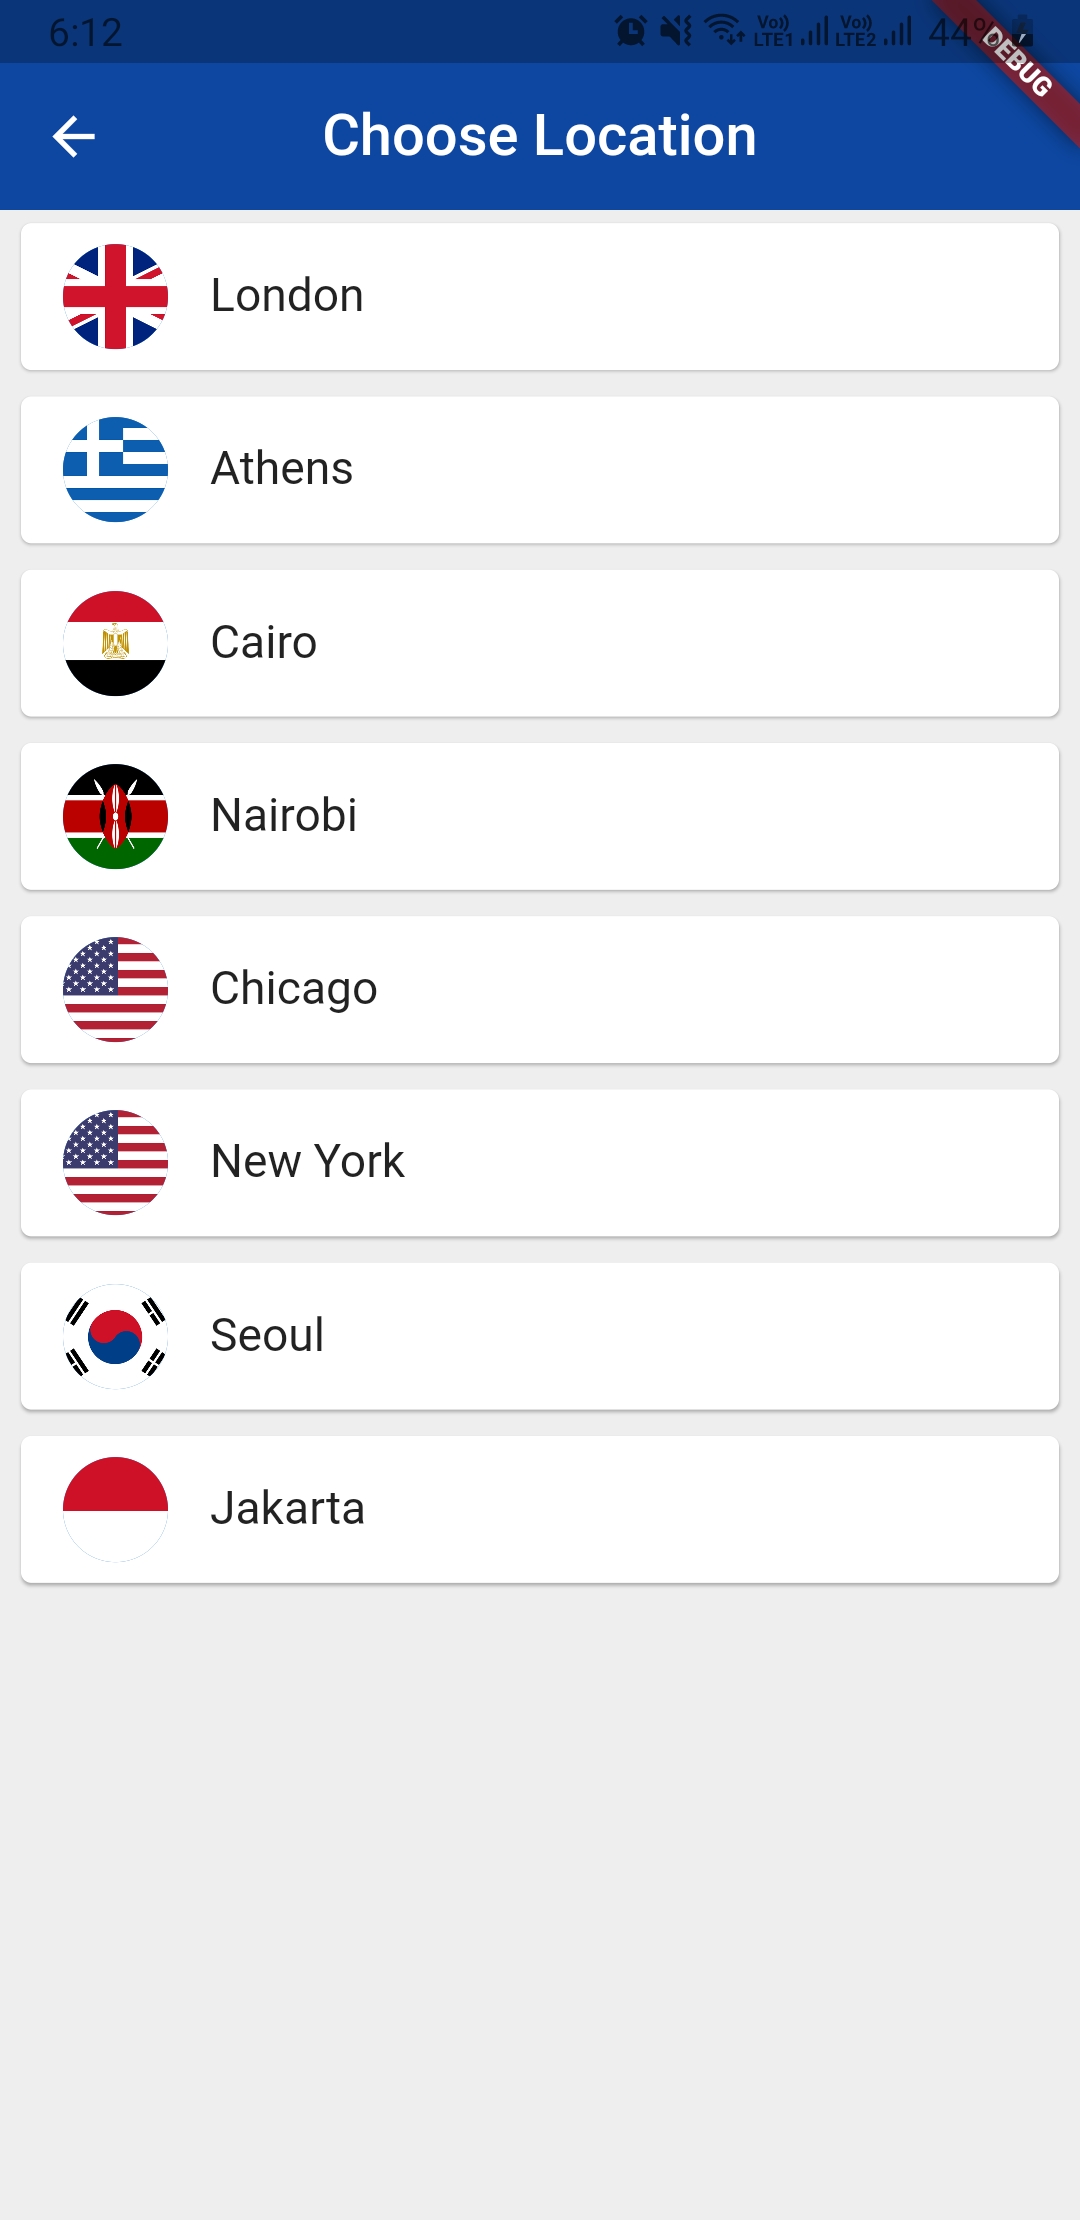 6:12
Vo)) LTE1 Vo)) LTE2 44%
DEBUG
Choose Location
London
Athens
Cairo
Nairobi
Chicago
New York
Seoul
Jakarta